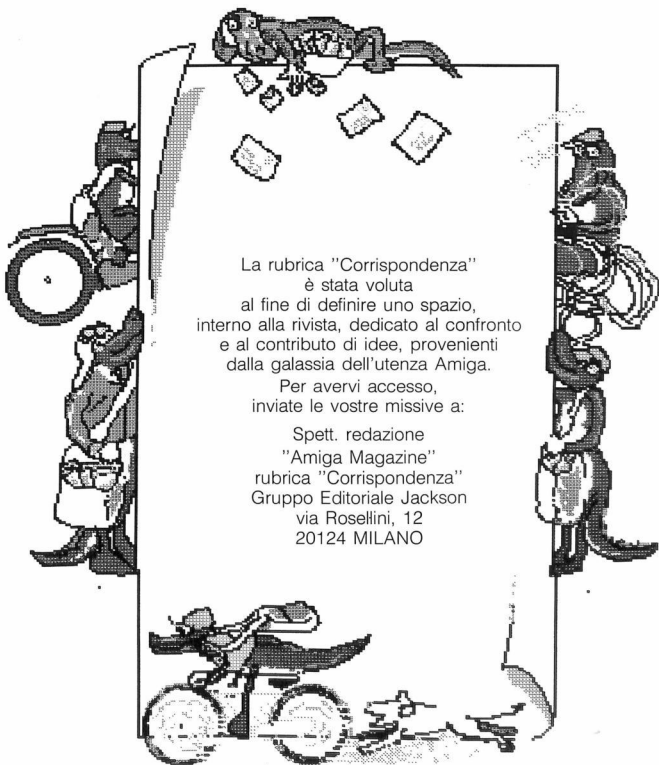 La rubrica "Corrispondenza"
è stata voluta
al fine di definire uno spazio,
interno alla rivista, dedicato al confronto
e al contributo di idee, provenienti
dalla galassia dell'utenza Amiga.
Per avervi accesso,
inviate le vostre missive a:
Spett. redazione
"Amiga Magazine"
rubrica "Corrispondenza"
Gruppo Editoriale Jackson
via Rosellini, 12
20124 MILANO